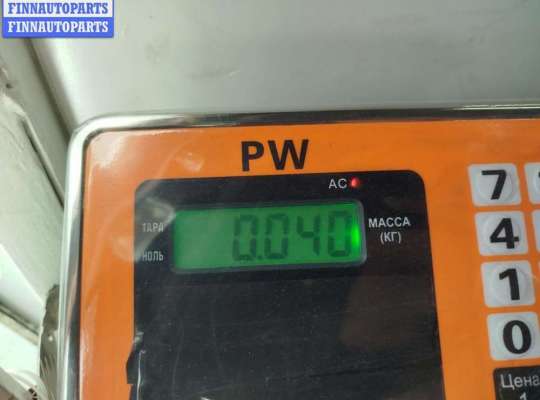 FINNAUTOPARTS
FINNAUTOPARTS
PW
AC
7
ТАРА
0.040
МАССА
(КГ)
4
НОЛЬ
1
0
Цена